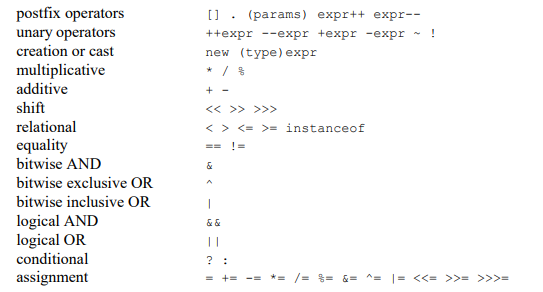 postfix operators [] . (params) expr++ expr--
unary operators ++expr --expr +expr -expr ~ !
creation or cast new (type)expr
multiplicative * / %
additive + -
shift << >> >>>
relational < > <= >= instanceof
equality == !=
bitwise AND &
bitwise exclusive OR ^
bitwise inclusive OR |
logical AND &&
logical OR ||
conditional ? :
assignment = += -= *= /= %= &= ^= |= <<= >>= >>>=